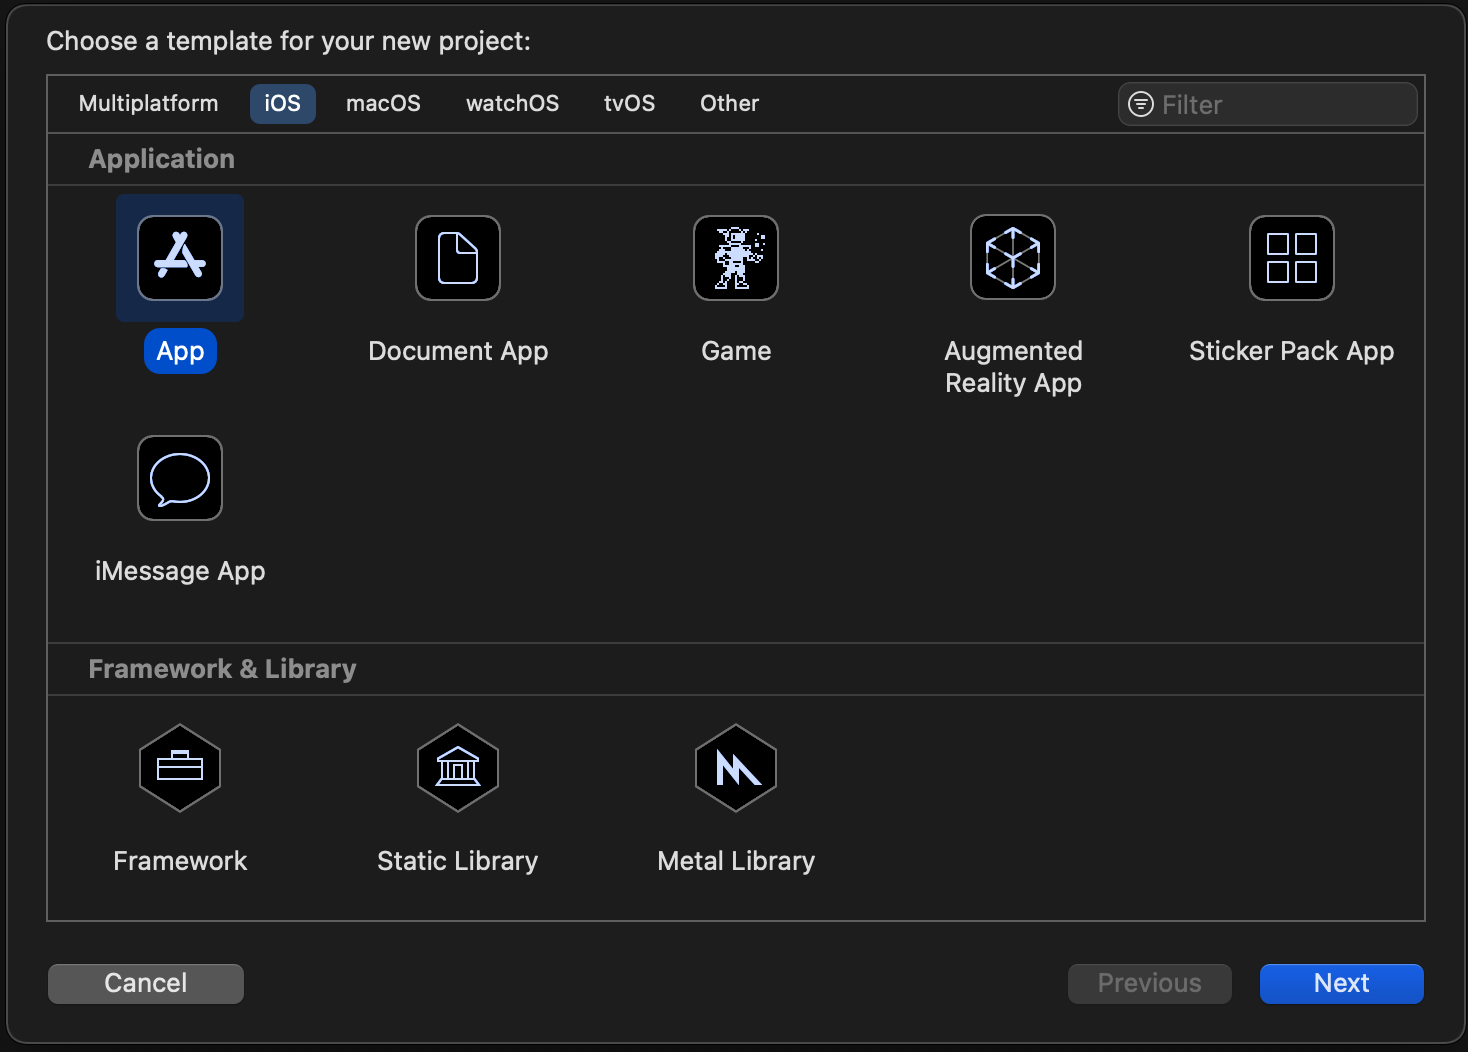 Choose a template for your new project:
Multiplatform iOS macOS watchOS tvOS Other Filter
Application
App Document App Game Augmented Reality App Sticker Pack App
iMessage App
Framework & Library
Framework Static Library Metal Library
Cancel Previous Next